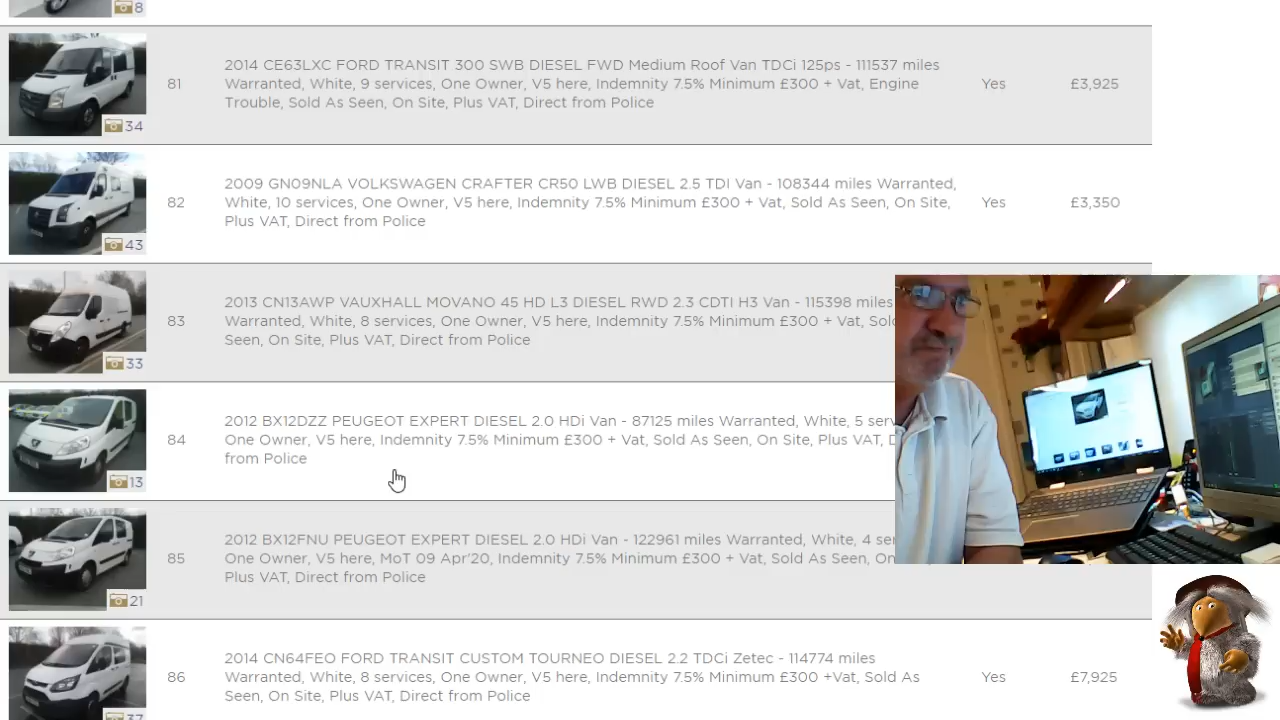 8
81
2014 CE63LXC FORD TRANSIT 300 SWB DIESEL FWD Medium Roof Van TDCi 125ps - 111537 miles
Warranted, White, 9 services, One Owner, V5 here, Indemnity 7.5% Minimum £300 + Vat, Engine
Trouble, Sold As Seen, On Site, Plus VAT, Direct from Police
Yes
£3,925
34
82
2009 GN09NLA VOLKSWAGEN CRAFTER CR50 LWB DIESEL 2.5 TDI Van - 108344 miles Warranted,
White, 10 services, One Owner, V5 here, Indemnity 7.5% Minimum £300 + Vat, Sold As Seen, On Site,
Plus VAT, Direct from Police
Yes
£3,350
43
83
2013 CN13AWP VAUXHALL MOVANO 45 HD L3 DIESEL RWD 2.3 CDTI H3 Van - 115398 miles
Warranted, White, 8 services, One Owner, V5 here, Indemnity 7.5% Minimum £300 + Vat,
Seen, On Site, Plus VAT, Direct from Police
33
84
2012 BX12DZZ PEUGEOT EXPERT DIESEL 2.0 HDi Van - 87125 miles Warranted, White, 5
One Owner, V5 here, Indemnity 7.5% Minimum £300 + Vat, Sold As Seen, On Site, Plus VAT,
from Police
13
85
2012 BX12FNU PEUGEOT EXPERT DIESEL 2.0 HDi Van - 122961 miles Warranted, White, 4
One Owner, V5 here, MoT 09 Apr'20, Indemnity 7.5% Minimum £300 + Vat, Sold As Seen, On
Plus VAT, Direct from Police
21
86
2014 CN64FEO FORD TRANSIT CUSTOM TOURNEO DIESEL 2.2 TDCi Zetec - 114774 miles
Warranted, White, 8 services, One Owner, V5 here, Indemnity 7.5% Minimum £300 +Vat, Sold As
Seen, On Site, Plus VAT, Direct from Police
Yes
£7,925
37